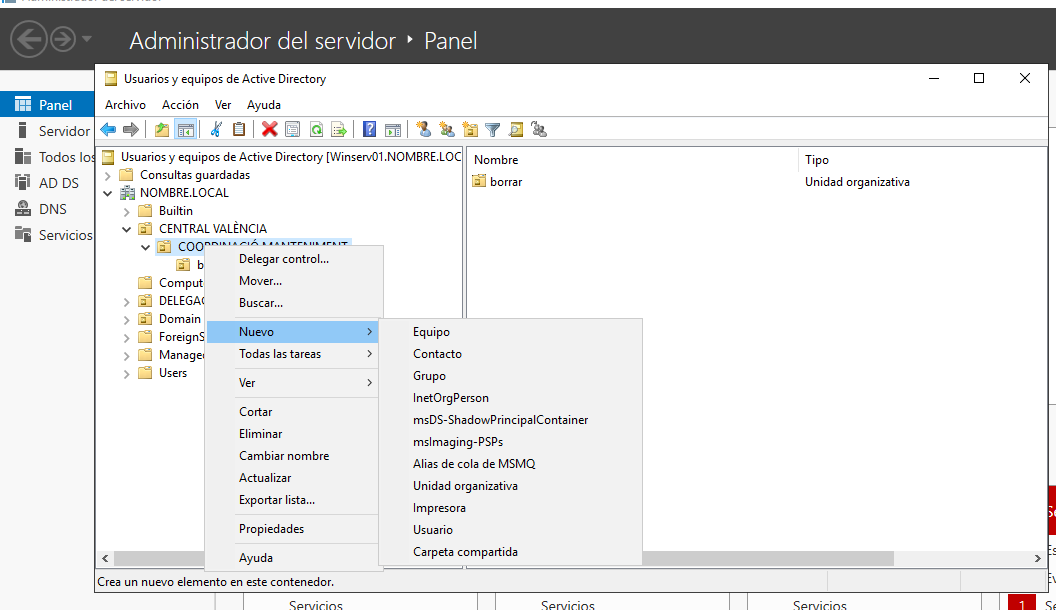 Administrador del servidor
Administrador del servidor ‣ Panel
Usuarios y equipos de Active Directory
Archivo Acción Ver Ayuda
Panel
Servidor
Todos los
AD DS
DNS
Servicios
Usuarios y equipos de Active Directory [Winserv01.NOMBRE.LOC
Consultas guardadas
NOMBRE.LOCAL
Builtin
CENTRAL VALÈNCIA
COORDINACIÓ MANTENIMENT
b
Comput
DELEGAC
Domain
ForeignS
Manage
Users
Nombre Tipo
borrar Unidad organizativa
Delegar control...
Mover...
Buscar...
Nuevo
Todas las tareas
Ver
Cortar
Eliminar
Cambiar nombre
Actualizar
Exportar lista...
Propiedades
Ayuda
Equipo
Contacto
Grupo
InetOrgPerson
msDS-ShadowPrincipalContainer
msImaging-PSPs
Alias de cola de MSMQ
Unidad organizativa
Impresora
Usuario
Carpeta compartida
Crea un nuevo elemento en este contenedor.
Servicios Servicios Servicios 1 Se